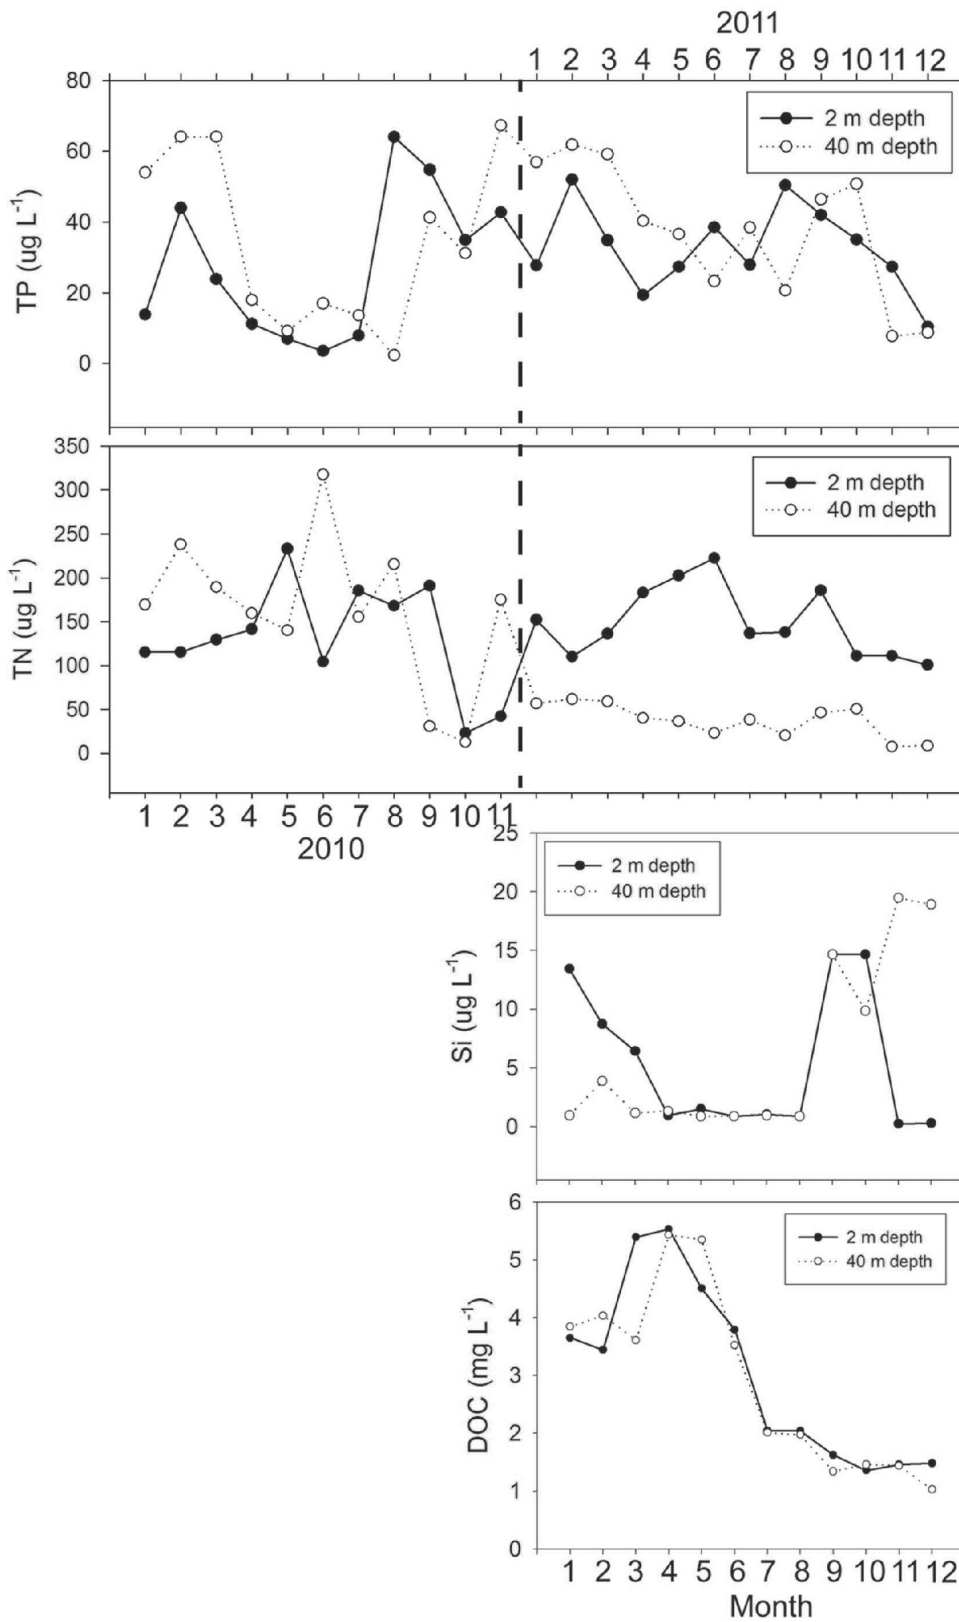 2011
1 2 3 4 5 6 7 8 9 10 11 12
80
60
40
20
0
TP (ug L-1)
2 m depth
40 m depth
350
300
250
200
150
100
50
0
TN (ug L-1)
2 m depth
40 m depth
1 2 3 4 5 6 7 8 9 10 11
2010
25
20
15
10
5
0
Si (ug L-1)
2 m depth
40 m depth
6
5
4
3
2
1
0
DOC (mg L-1)
2 m depth
40 m depth
1 2 3 4 5 6 7 8 9 10 11 12
Month